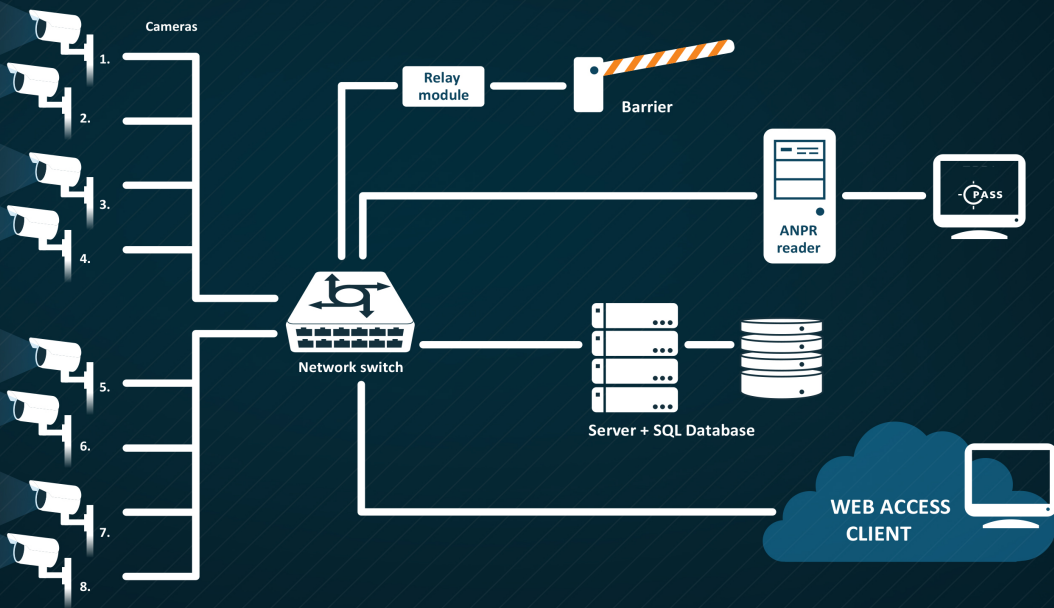 Cameras
1.
2.
3.
4.
5.
6.
7.
8.
Relay
module
Barrier
ANPR
reader
PASS
Network switch
Server + SQL Database
WEB ACCESS
CLIENT